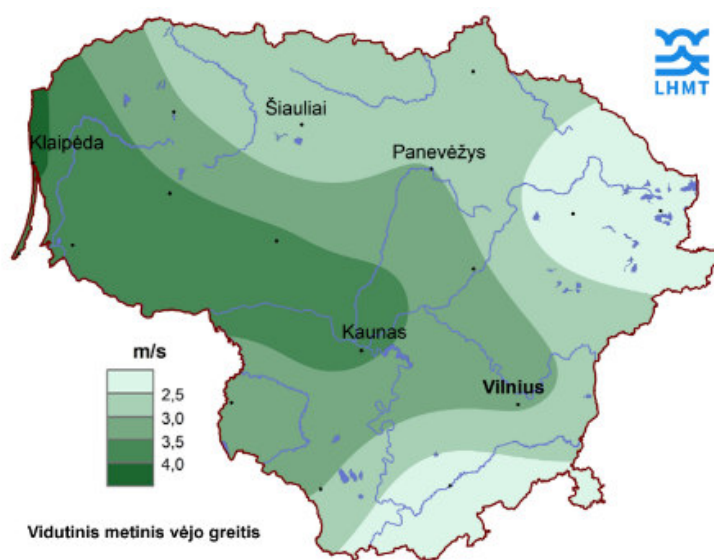 LHMT
Šiauliai
Klaipėda
Panevėžys
Kaunas
Vilnius
m/s
2,5
3,0
3,5
4,0
Vidutinis metinis vėjo greitis